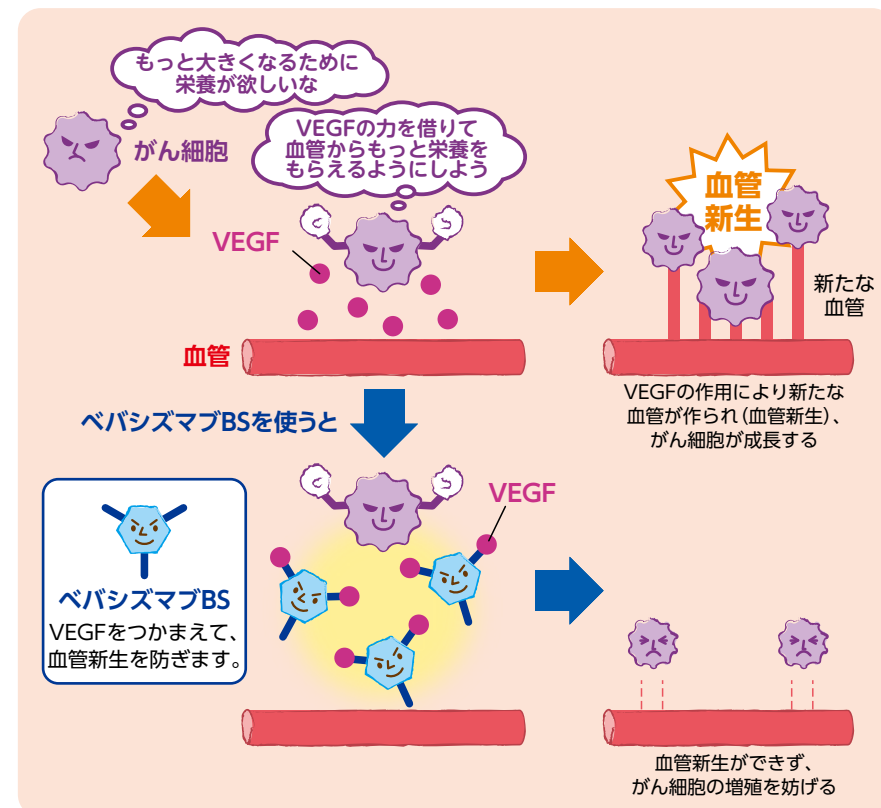 もっと大きくなるために
栄養が欲しいな
がん細胞
VEGFの力を借りて
血管からもっと栄養を
もらえるようにしよう
VEGF
血管
血管
新生
新たな
血管
VEGFの作用により新たな
血管が作られ(血管新生)、
がん細胞が成長する
ベバシズマブBSを使うと
ベバシズマブBS
VEGFをつかまえて、
血管新生を防ぎます。
VEGF
血管新生ができず、
がん細胞の増殖を妨げる